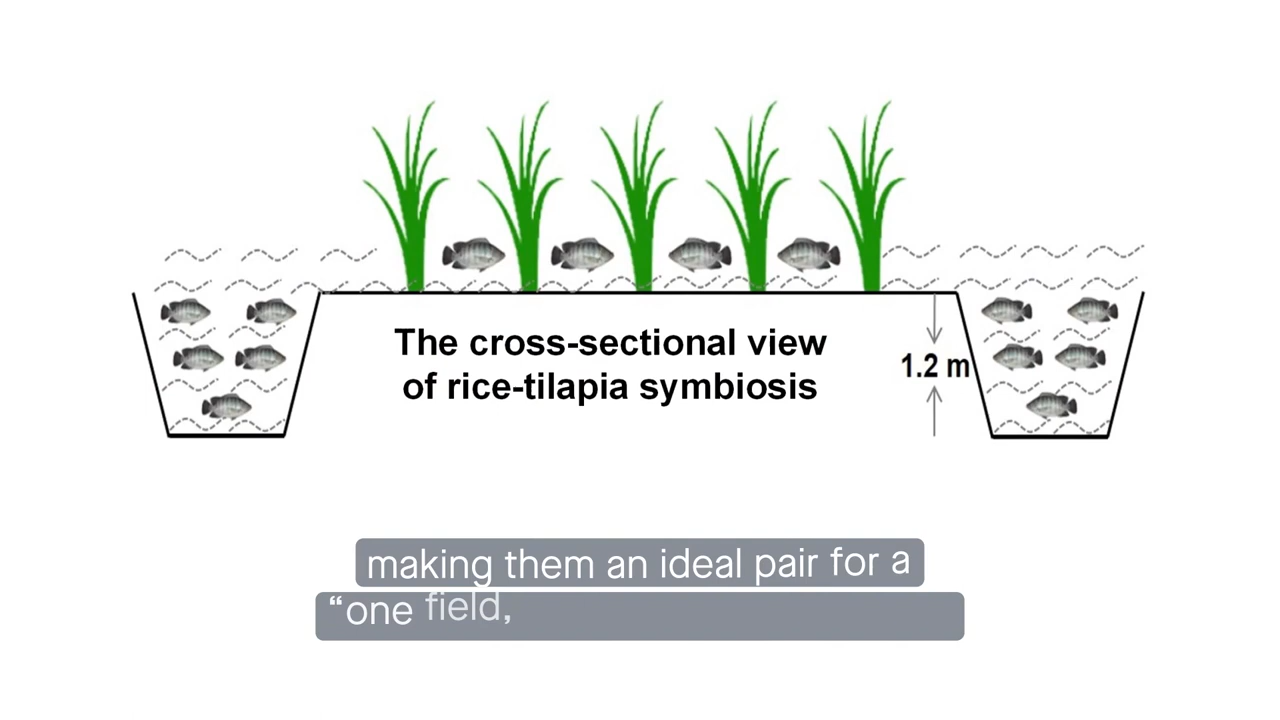 The cross-sectional view
of rice-tilapia symbiosis
1.2 m
making them an ideal pair for a
“one field,